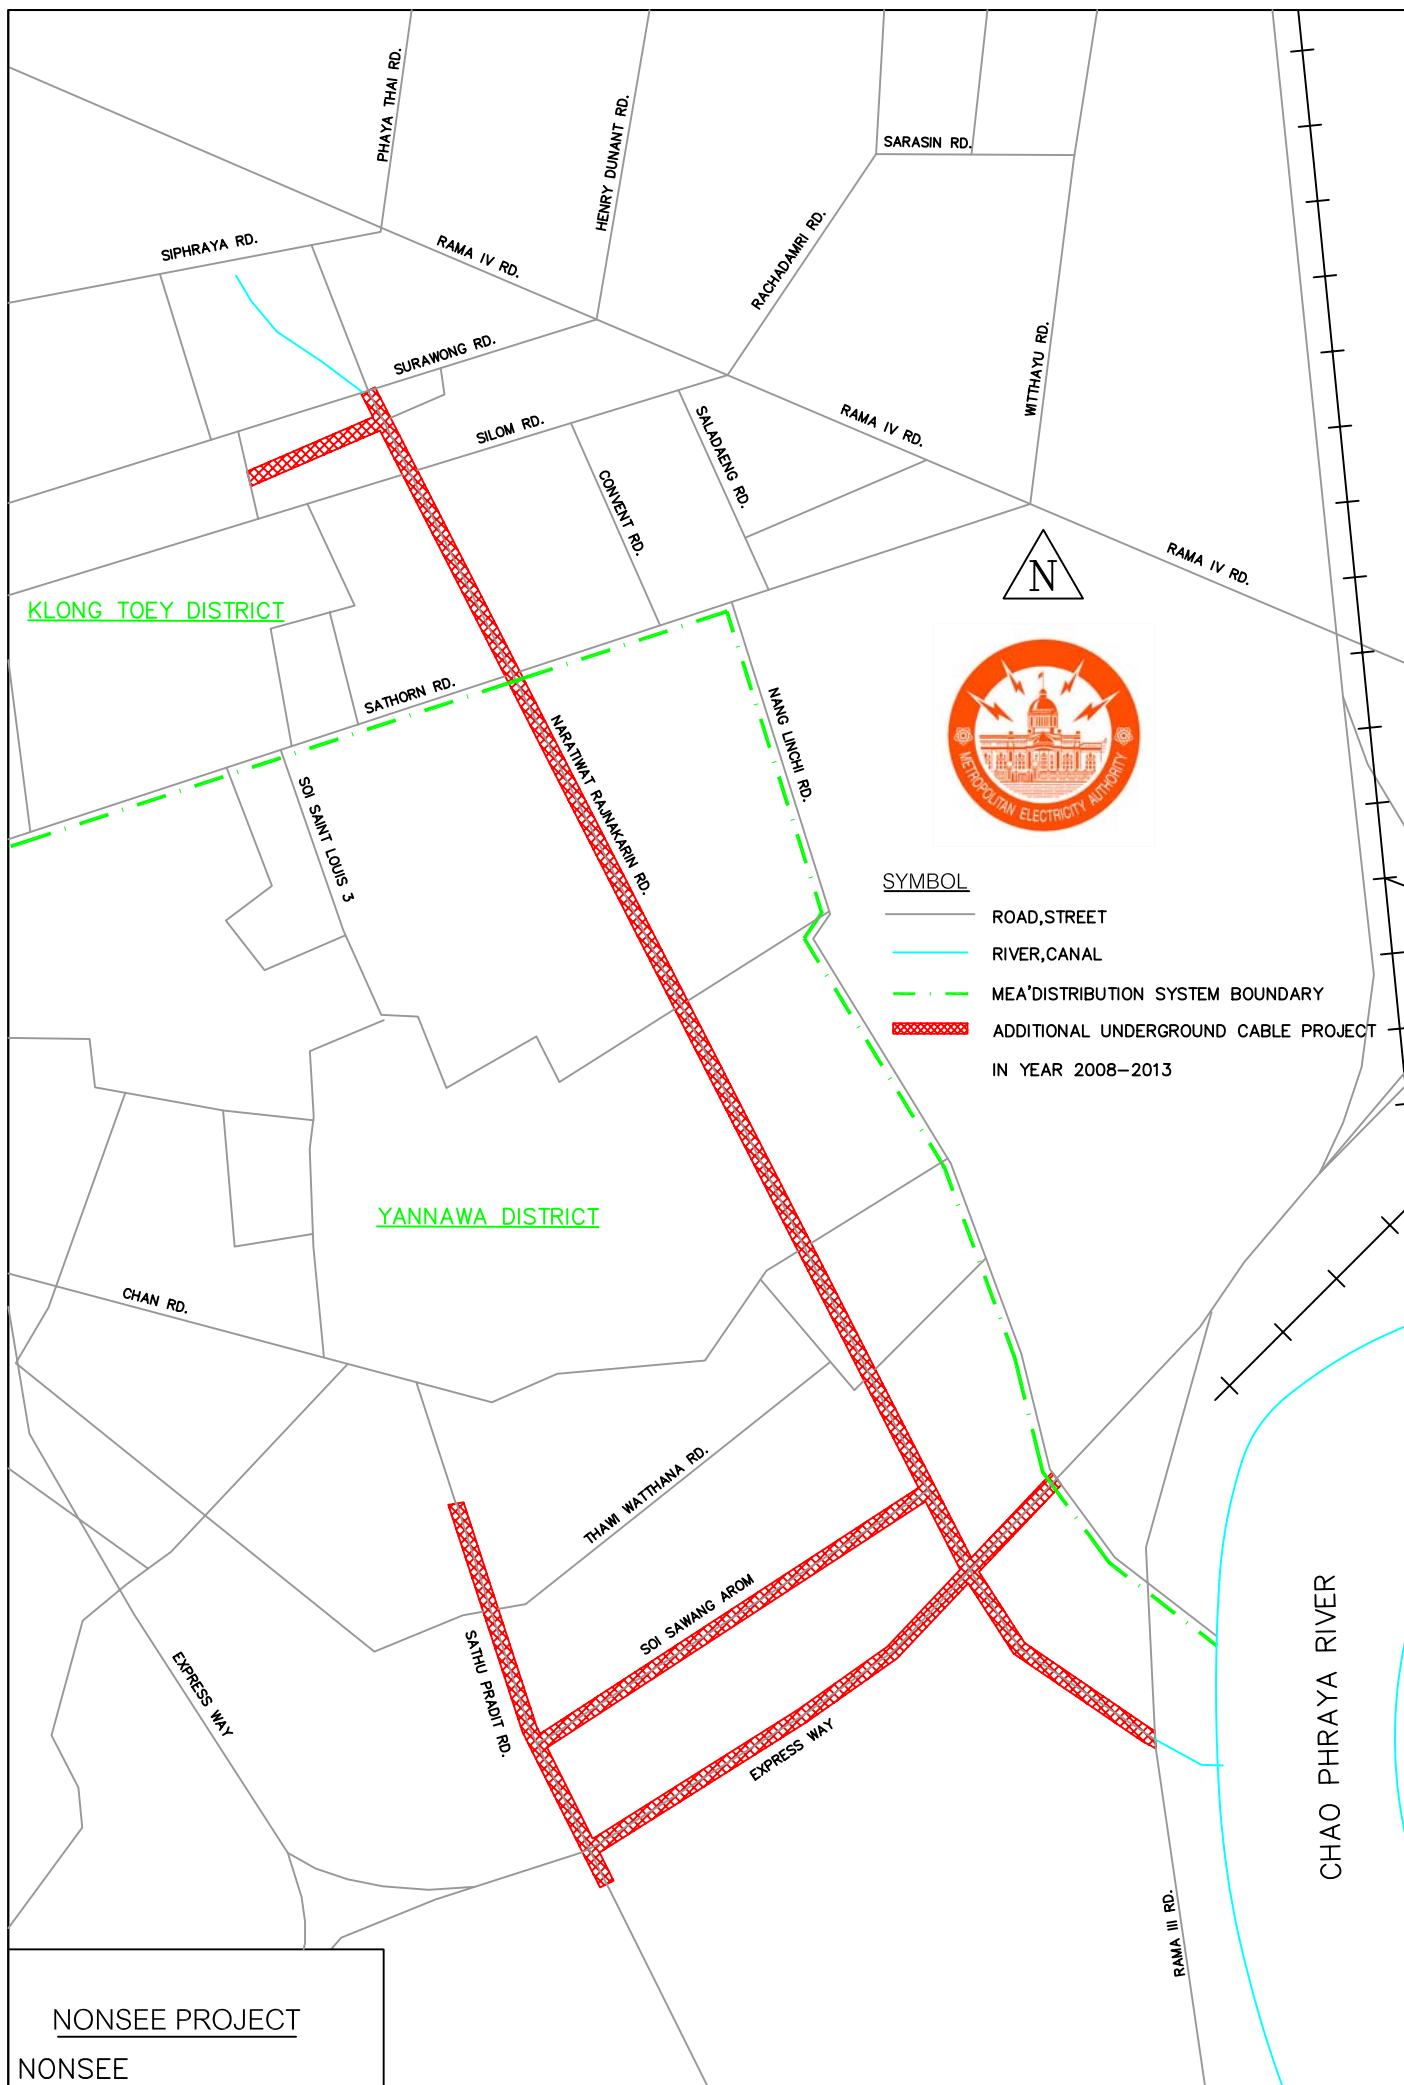 PHAYA THAI RD.
HENRY DUNANT RD.
SARASIN RD.
SIPHRAYA RD.
RAMA IV RD.
RACHADAMRI RD.
SURAWONG RD.
WITTHAYU RD.
SILOM RD.
SALADAENG RD.
RAMA IV RD.
CONVENT RD.
RAMA IV RD.
N
KLONG TOEY DISTRICT
SATHORN RD.
NARATIWAT RAJNAKARIN RD.
NANG LINCHI RD.
METROPOLITAN ELECTRICITY AUTHORITY
SOI SAINT LOUIS 3
SYMBOL
ROAD,STREET
RIVER,CANAL
MEA'DISTRIBUTION SYSTEM BOUNDARY
ADDITIONAL UNDERGROUND CABLE PROJECT
IN YEAR 2008-2013
YANNAWA DISTRICT
CHAN RD.
THAWI WATTHANA RD.
SOI SAWANG AROM
SATHU PRADIT RD.
EXPRESS WAY
EXPRESS WAY
CHAO PHRAYA RIVER
RAMA III RD.
NONSEE PROJECT
NONSEE